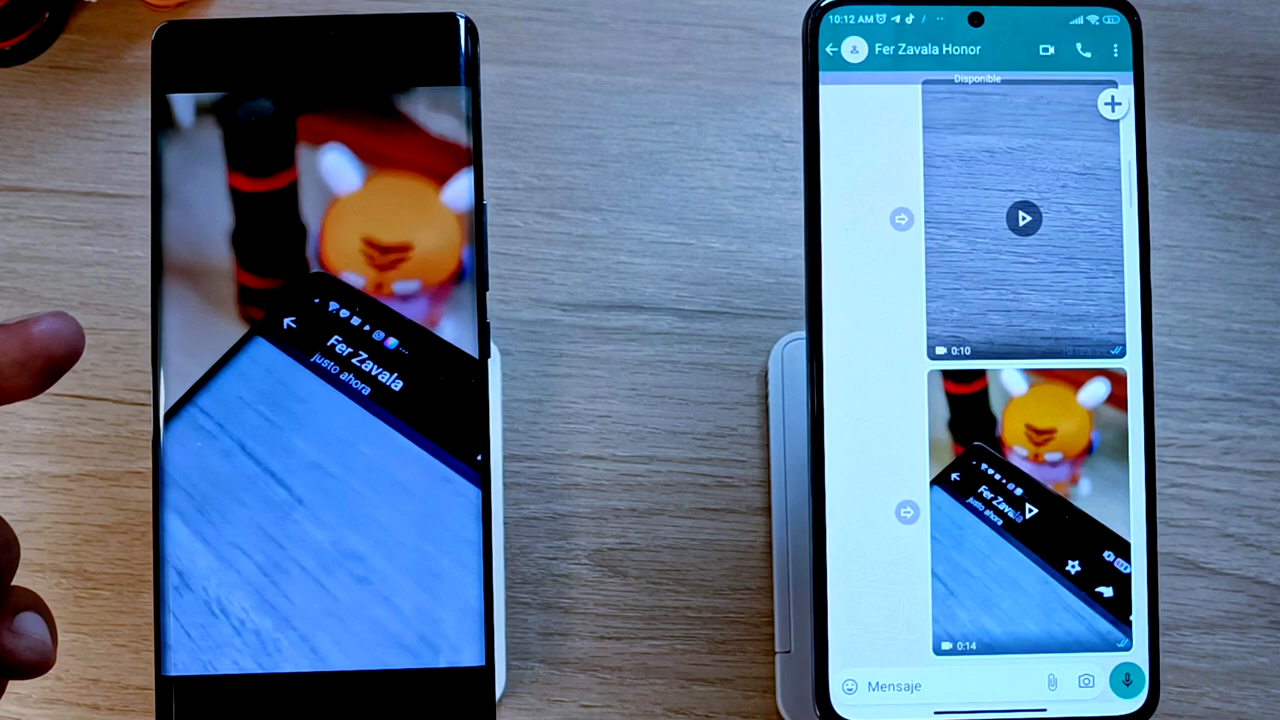 Fer Zavala
justo ahora
10:12 AM
Fer Zavala Honor
Disponible
0:10
Fer Zavala
justo ahora
0:14
Mensaje